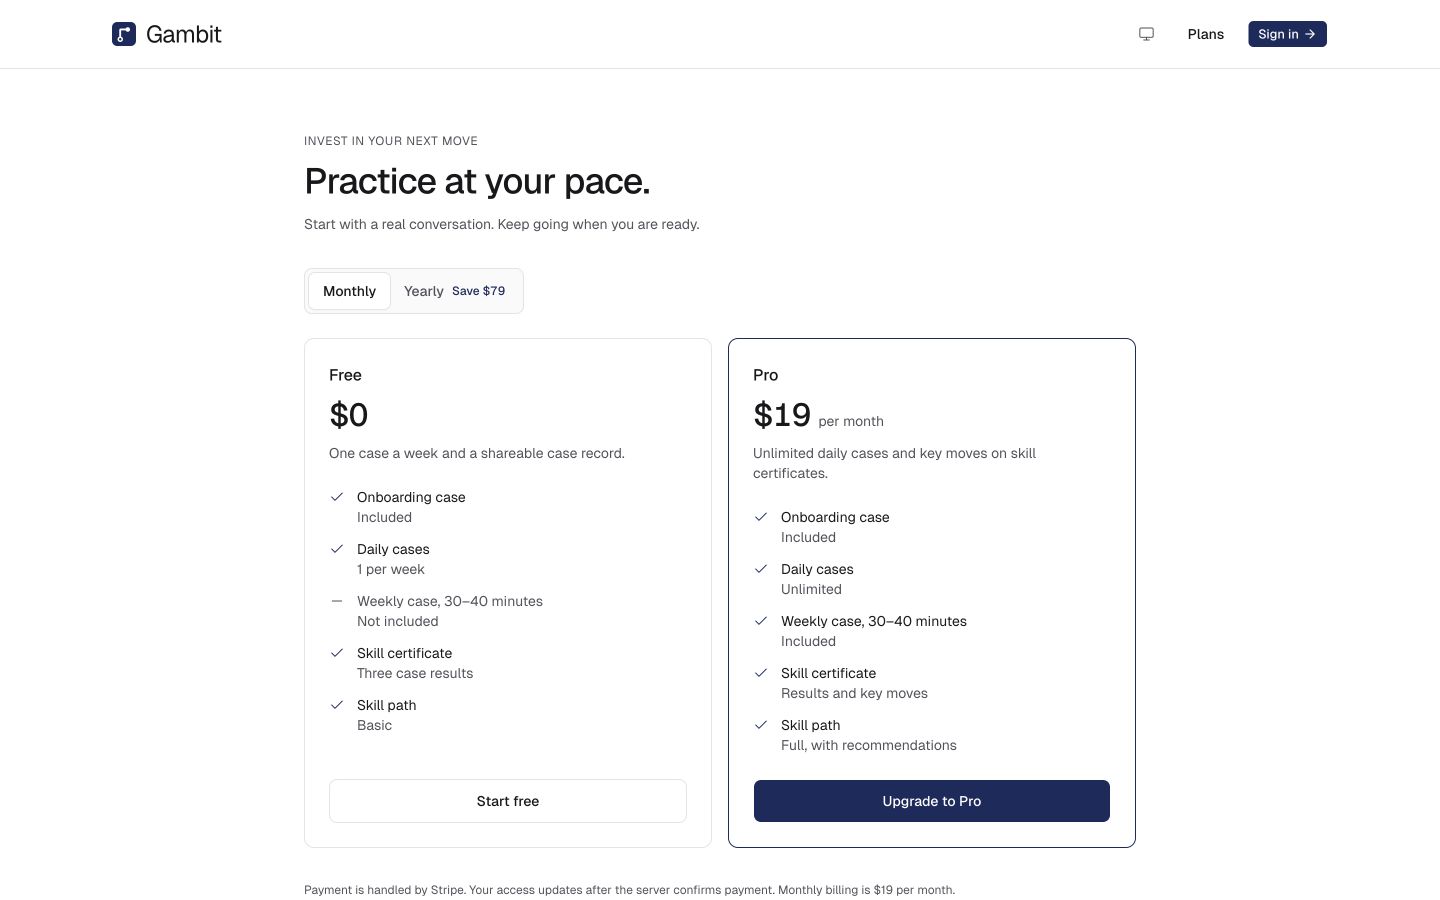 Gambit
Plans
Sign in →
INVEST IN YOUR NEXT MOVE
Practice at your pace.
Start with a real conversation. Keep going when you are ready.
Monthly
Yearly Save $79
Free
$0
One case a week and a shareable case record.
Onboarding case
Included
Daily cases
1 per week
Weekly case, 30–40 minutes
Not included
Skill certificate
Three case results
Skill path
Basic
Start free
Pro
$19 per month
Unlimited daily cases and key moves on skill
certificates.
Onboarding case
Included
Daily cases
Unlimited
Weekly case, 30–40 minutes
Included
Skill certificate
Results and key moves
Skill path
Full, with recommendations
Upgrade to Pro
Payment is handled by Stripe. Your access updates after the server confirms payment. Monthly billing is $19 per month.